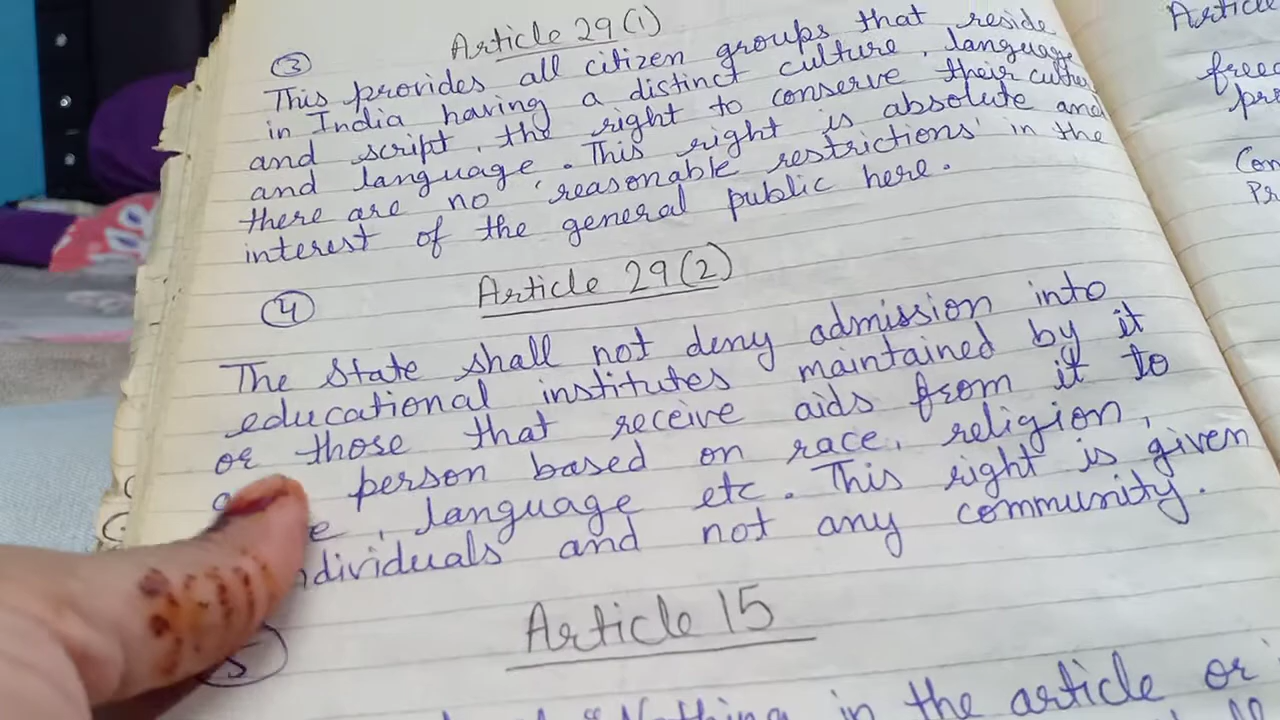 Article 29(1)
3
This provides all citizen groups that reside
in India having a distinct culture, language
and script, the right to conserve their culture
and language. This right is absolute and
there are no 'reasonable restrictions' in the
interest of the general public here.
Article 29(2)
4
The State shall not deny admission into
educational institutes maintained by it
or those that receive aids from it to
person based on race, religion,
, language etc. This right is given
individuals and not any community.
5
Article 15
"Nothing in the article or
Article